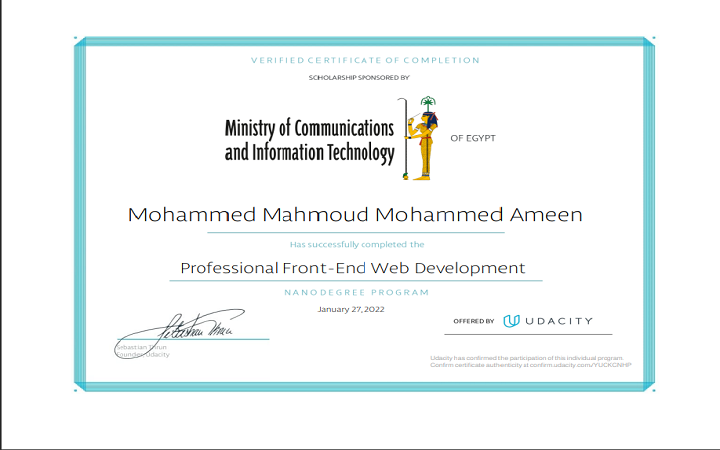 VERIFIED CERTIFICATE OF COMPLETION
SCHOLARSHIP SPONSORED BY
Ministry of Communications
and Information Technology
OF EGYPT
Mohammed Mahmoud Mohammed Ameen
Has successfully completed the
Professional Front-End Web Development
NANODEGREE PROGRAM
January 27, 2022
Sebastian Thrun
Founder, Udacity
OFFERED BY UDACITY
Udacity has confirmed the participation of this individual program.
Confirm certificate authenticity at confirm.udacity.com/YUCKGNHP